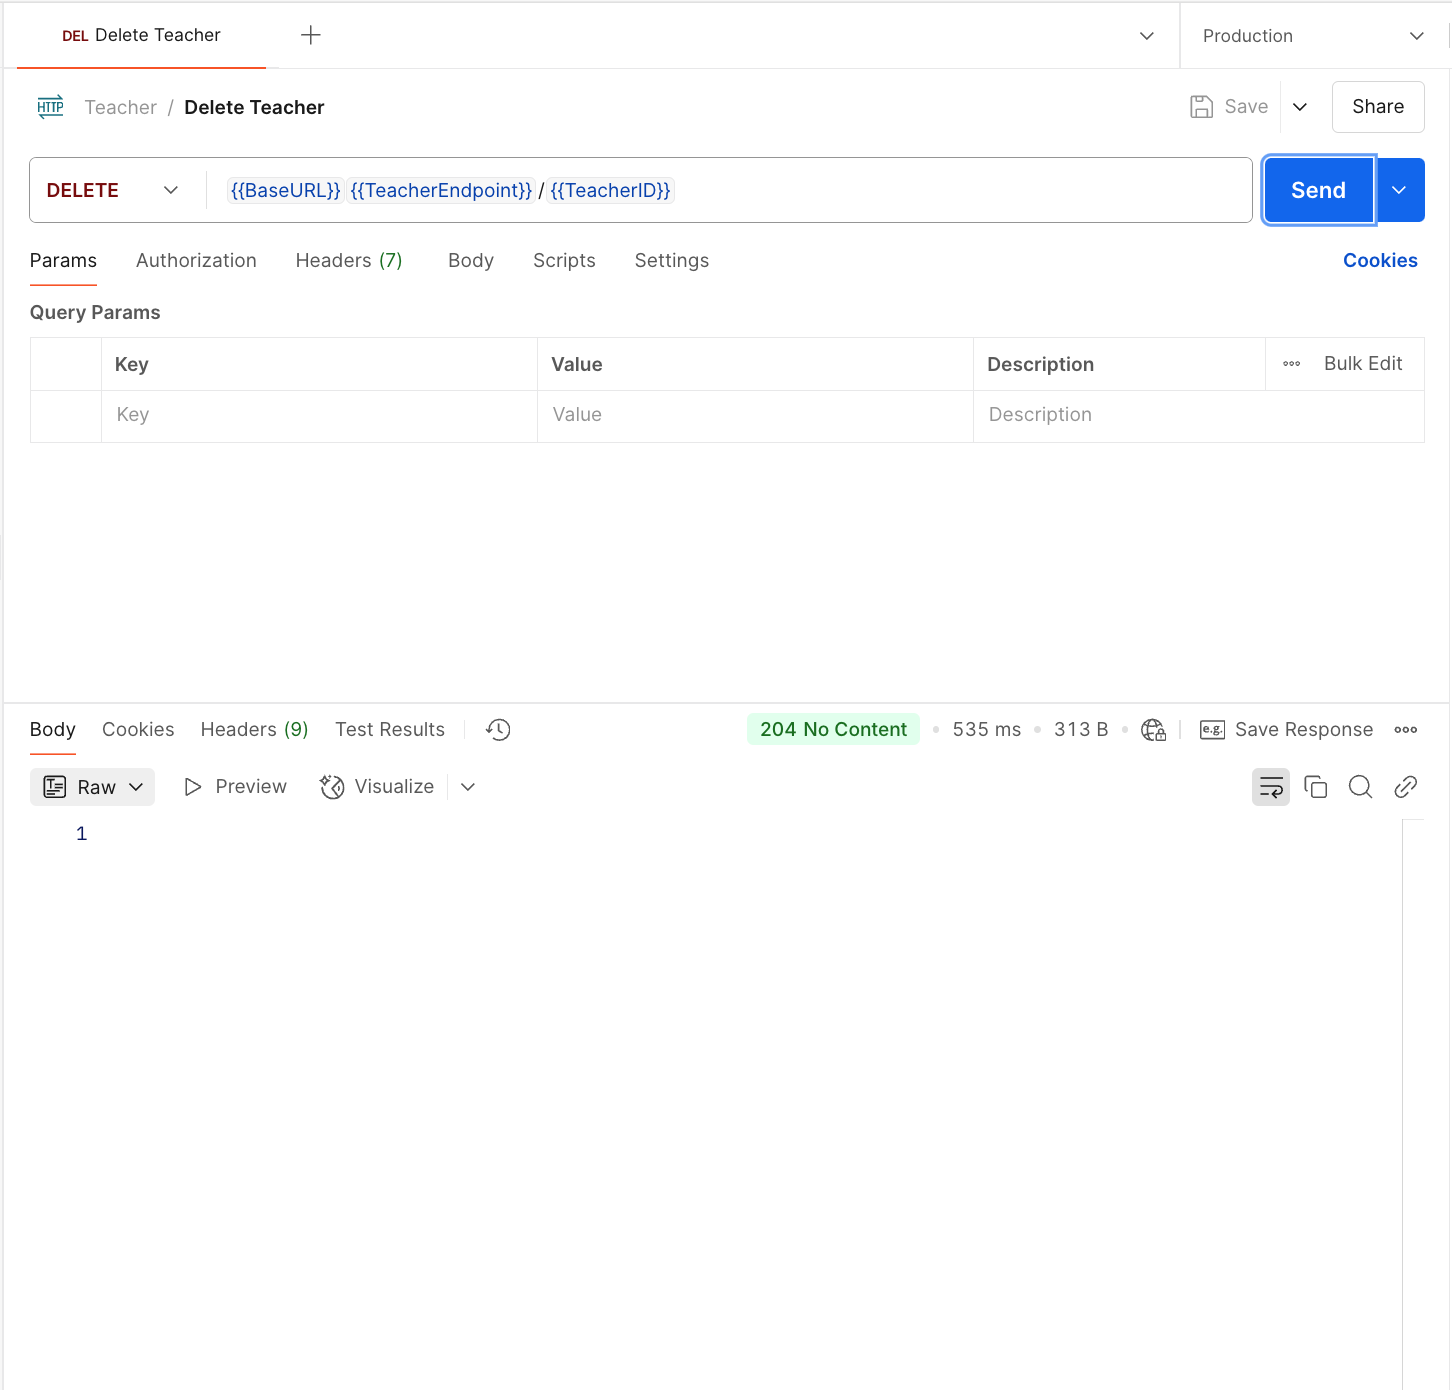 DEL Delete Teacher
Production
HTTP Teacher / Delete Teacher
Save
Share
DELETE {{BaseURL}} {{TeacherEndpoint}} / {{TeacherID}}
Send
Params Authorization Headers (7) Body Scripts Settings
Cookies
Query Params
Key Value Description Bulk Edit
Key Value Description
Body Cookies Headers (9) Test Results
204 No Content 535 ms 313 B e.g. Save Response
Raw Preview Visualize
1